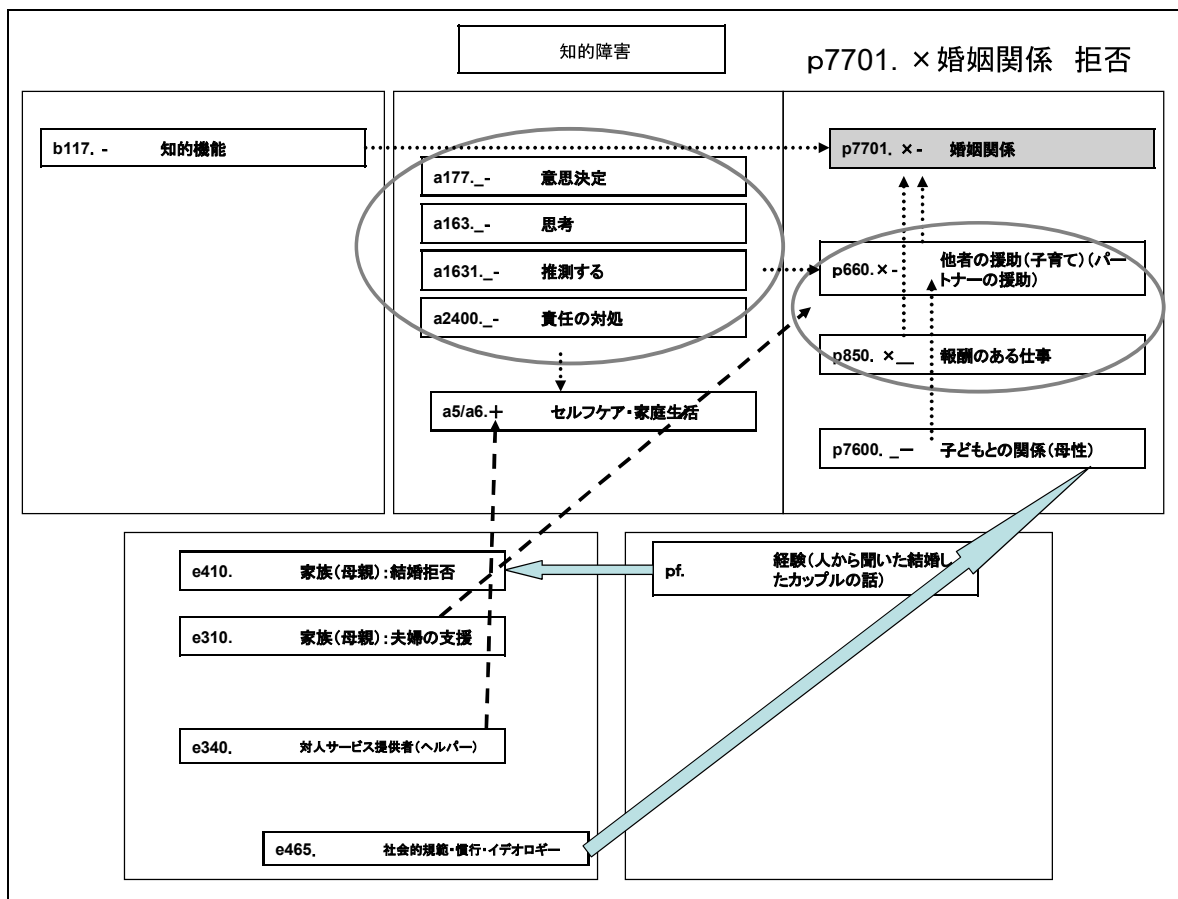 知的障害
p7701. ×婚姻関係　拒否
b117. -　知的機能
a177._-　意思決定
a163._-　思考
a1631._-　推測する
a2400._-　責任の対処
a5/a6.＋　セルフケア・家庭生活
p7701. ×-　婚姻関係
p660.×-　他者の援助(子育て)(パー
トナーの援助)
p850. ×__　報酬のある仕事
p7600. _－　子どもとの関係(母性)
e410.　家族(母親):結婚拒否
e310.　家族(母親):夫婦の支援
e340.　対人サービス提供者(ヘルパー)
e465.　社会的規範・慣行・イデオロギー
pf.　経験(人から聞いた結婚し
たカップルの話)